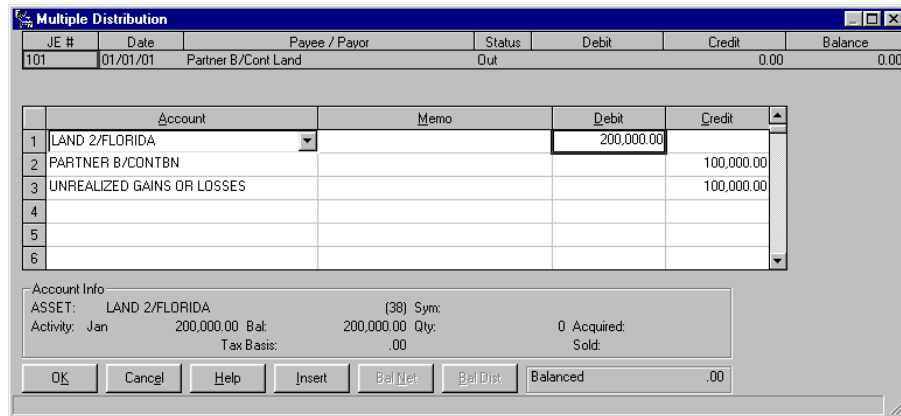 Multiple Distribution
JE # Date Payee / Payor Status Debit Credit Balance
101 01/01/01 Partner B/Cont Land Out 0.00 0.00
Account Memo Debit Credit
1 LAND 2/FLORIDA 200,000.00
2 PARTNER B/CONTBN 100,000.00
3 UNREALIZED GAINS OR LOSSES 100,000.00
4
5
6
Account Info
ASSET: LAND 2/FLORIDA (38) Sym:
Activity: Jan 200,000.00 Bal: 200,000.00 Qty: 0 Acquired:
Tax Basis: .00 Sold:
OK Cancel Help Insert Bal Net Bal Dist Balanced .00